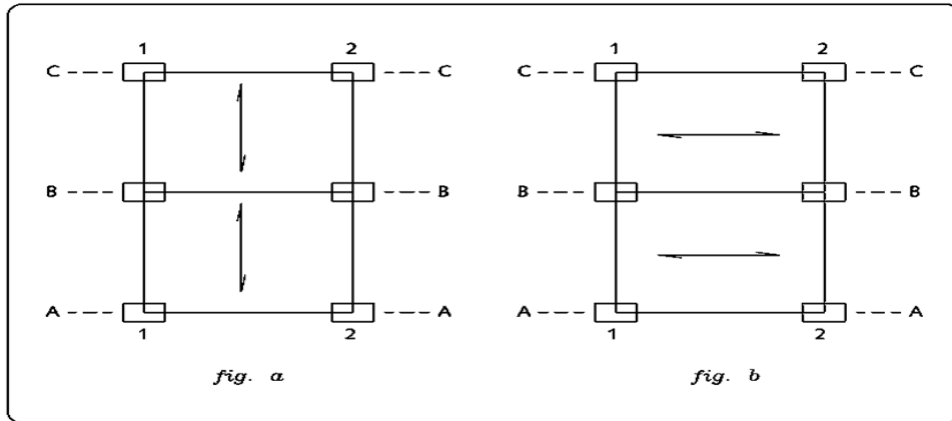 1 2
C ---- ---- C
B ---- ---- B
A ---- ---- A
1 2
fig. a
1 2
C ---- ---- C
B ---- ---- B
A ---- ---- A
1 2
fig. b